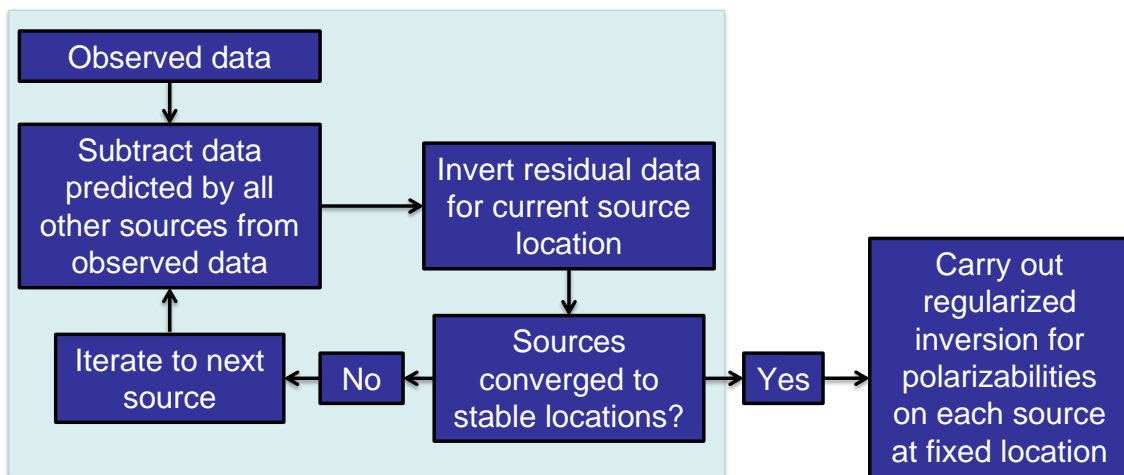 Observed data
Subtract data
predicted by all
other sources from
observed data
Invert residual data
for current source
location
Sources
converged to
stable locations?
No
Iterate to next
source
Yes
Carry out
regularized
inversion for
polarizabilities
on each source
at fixed location